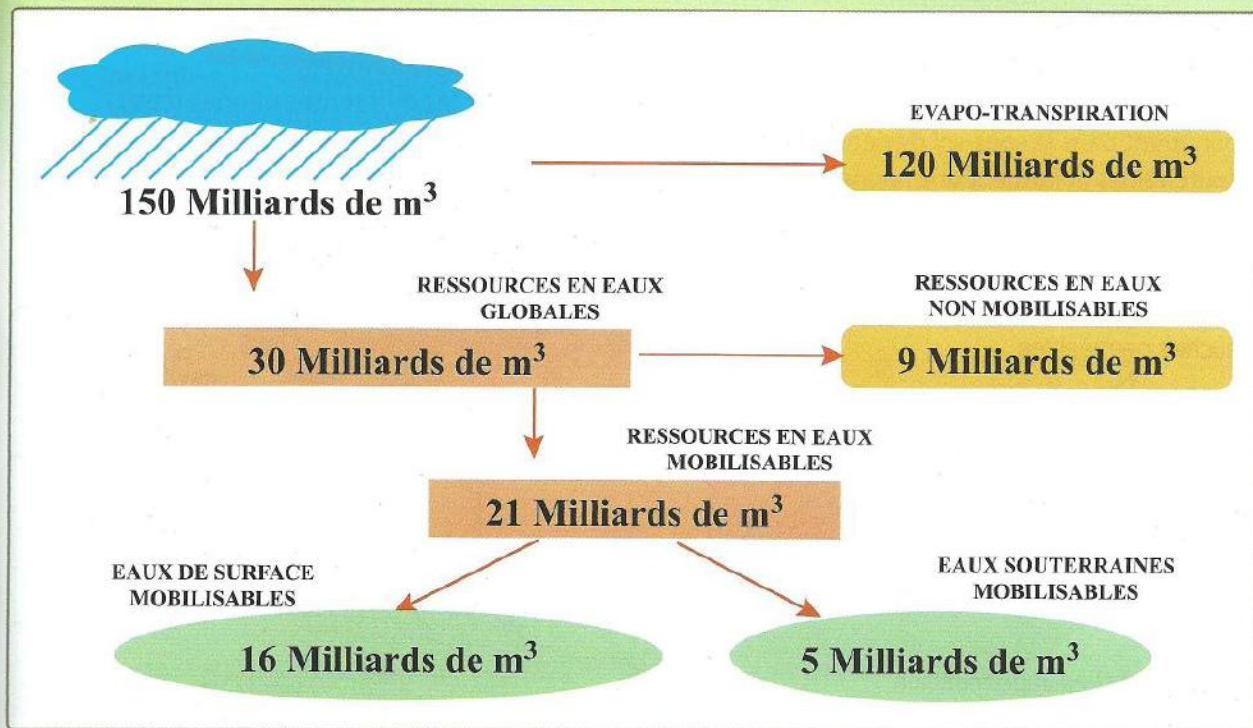 EVAPO-TRANSPIRATION
120 Milliards de m³
150 Milliards de m³
RESSOURCES EN EAUX
GLOBALES
30 Milliards de m³
RESSOURCES EN EAUX
NON MOBILISABLES
9 Milliards de m³
RESSOURCES EN EAUX
MOBILISABLES
21 Milliards de m³
EAUX DE SURFACE
MOBILISABLES
16 Milliards de m³
EAUX SOUTERRAINES
MOBILISABLES
5 Milliards de m³